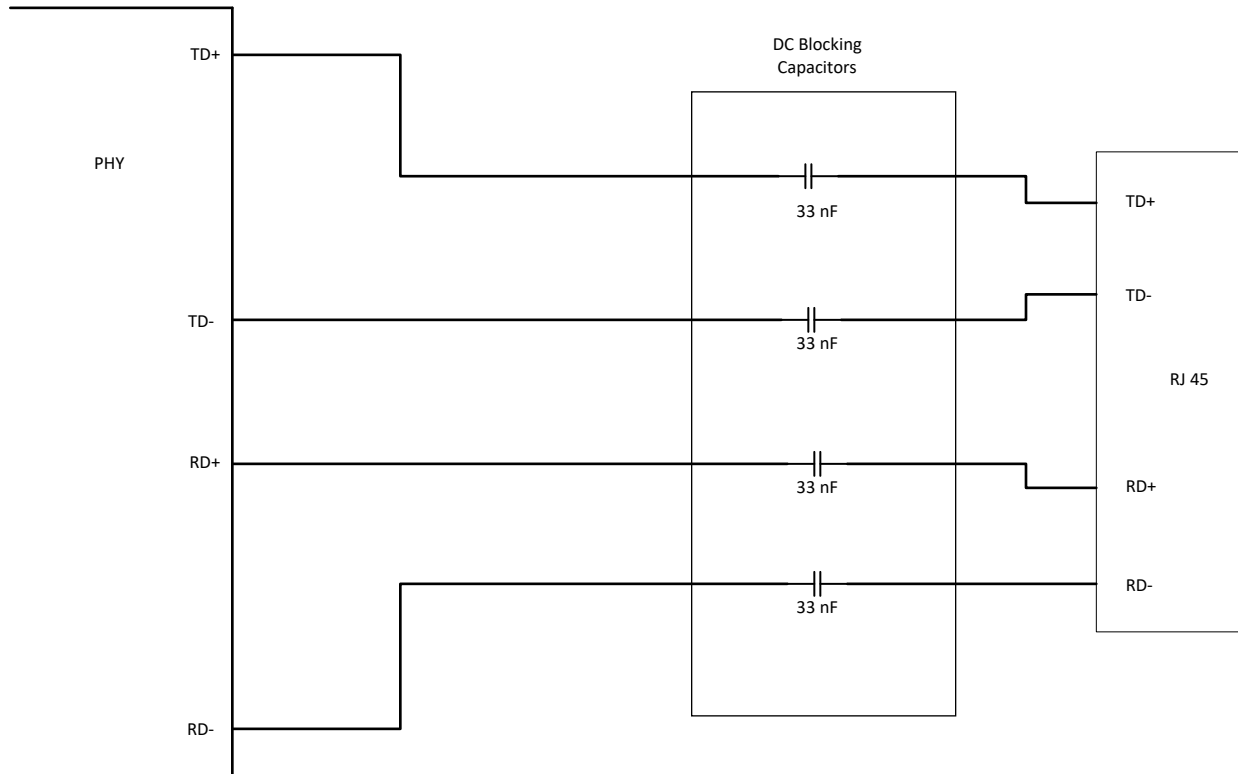 TD+
DC Blocking
Capacitors
PHY
33 nF
TD+
TD-
TD-
33 nF
RJ 45
RD+
33 nF
RD+
RD-
33 nF
RD-